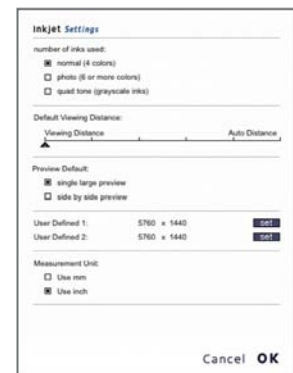 Inkjet Settings
number of inks used:
normal (4 colors)
photo (6 or more colors)
quad tone (grayscale inks)
Default Viewing Distance:
Viewing Distance Auto Distance
Preview Default:
single large preview
side by side preview
User Defined 1: 5760 x 1440 set
User Defined 2: 5760 x 1440 set
Measurement Unit:
Use mm
Use inch
Cancel OK